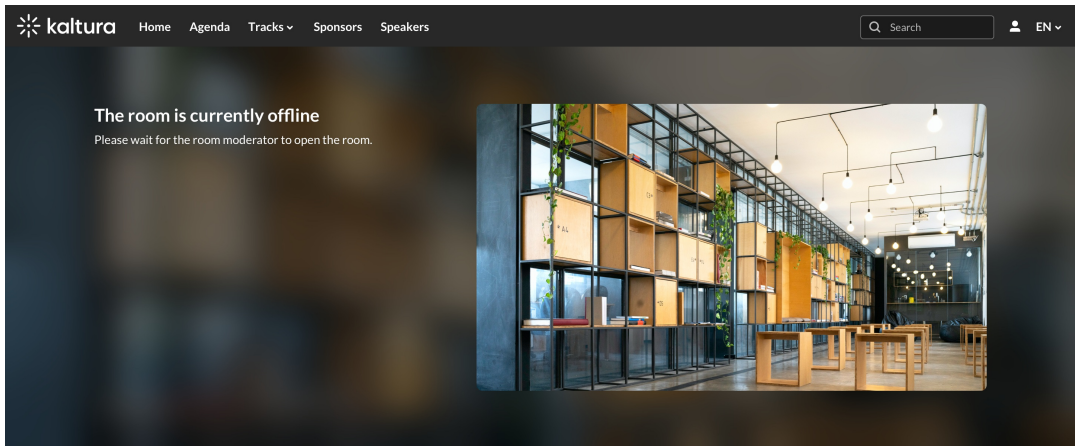 kaltura
Home Agenda Tracks Sponsors Speakers
Search
EN
The room is currently offline
Please wait for the room moderator to open the room.